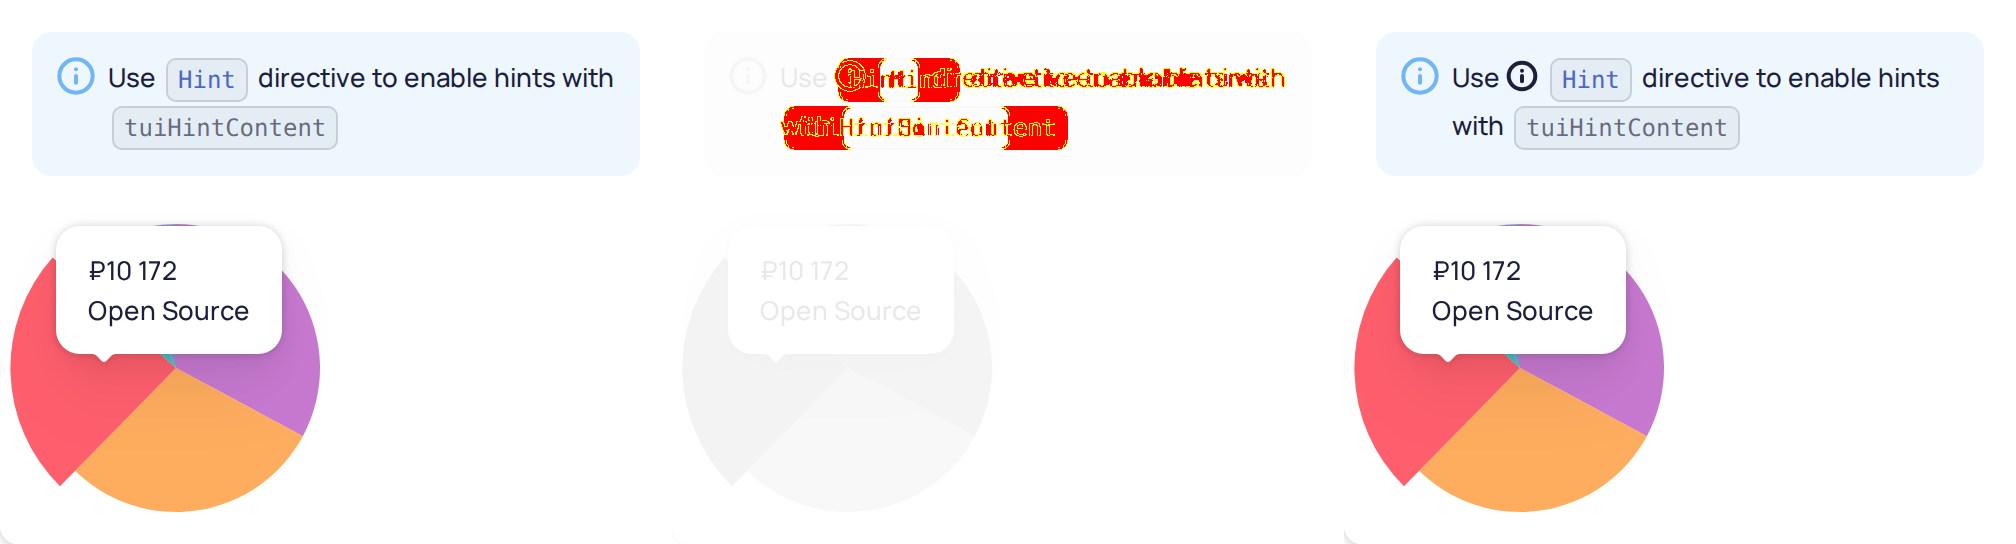 Use Hint directive to enable hints with
tuiHintContent
₽10 172
Open Source
Use
₽10 172
Open Source
Use Hint directive to enable hints
with tuiHintContent
₽10 172
Open Source